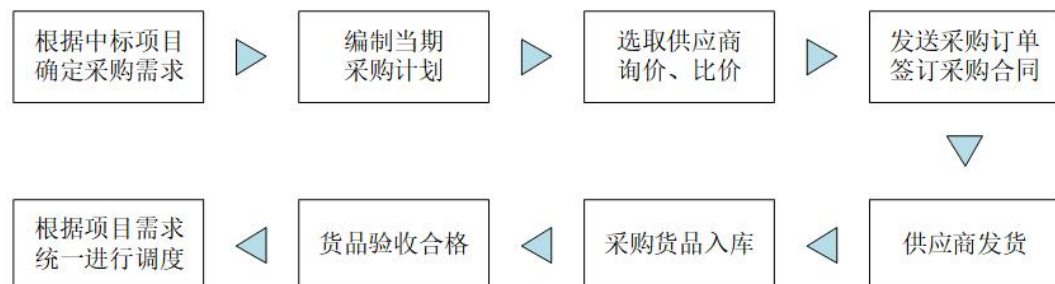 根据中标项目
确定采购需求
编制当期
采购计划
选取供应商
询价、比价
发送采购订单
签订采购合同
供应商发货
采购货品入库
货品验收合格
根据项目需求
统一进行调度